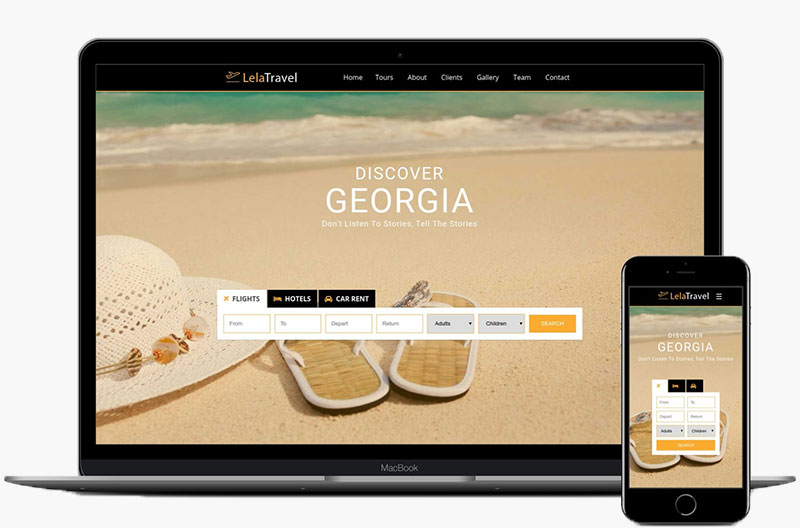 LelaTravel
Home Tours About Clients Gallery Team Contact
DISCOVER
GEORGIA
Don't Listen To Stories, Tell The Stories
FLIGHTS HOTELS CAR RENT
From To Depart Return Adults Children SEARCH
MacBook
LelaTravel
DISCOVER
GEORGIA
Don't Listen To Stories, Tell The Stories
From To
Depart Return
Adults Children
SEARCH